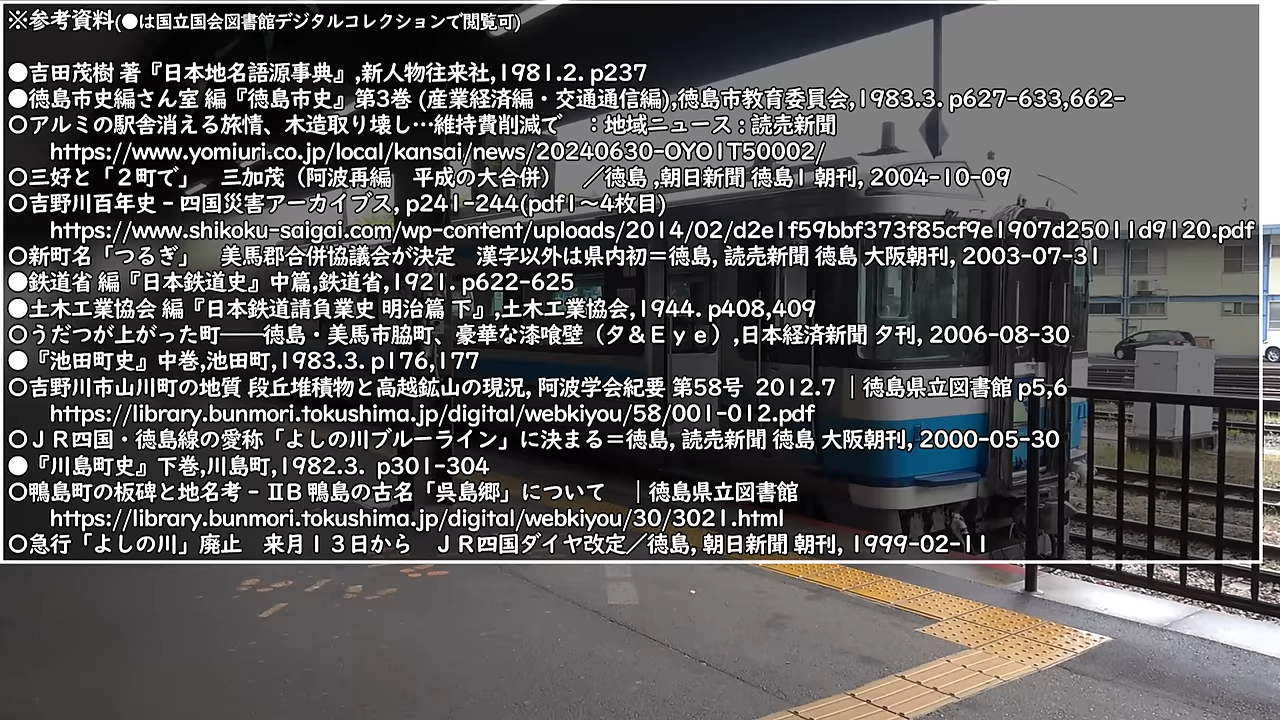 ※参考資料(●は国立国会図書館デジタルコレクションで閲覧可)
●吉田茂樹 著『日本地名語源事典』,新人物往来社,1981.2. p237
●徳島市史編さん室 編『徳島市史』第3巻 (産業経済編・交通通信編),徳島市教育委員会,1983.3. p627-633,662-
○アルミの駅舎消える旅情、木造取り壊し…維持費削減で　：地域ニュース : 読売新聞
https://www.yomiuri.co.jp/local/kansai/news/20240630-OYO1T50002/
○三好と「２町で」　三加茂（阿波再編　平成の大合併）　／徳島 ,朝日新聞 徳島1 朝刊, 2004-10-09
○吉野川百年史 – 四国災害アーカイブス, p241-244(pdf1～4枚目)
https://www.shikoku-saigai.com/wp-content/uploads/2014/02/d2e1f59bbf373f85cf9e1907d25011d9120.pdf
○新町名「つるぎ」　美馬郡合併協議会が決定　漢字以外は県内初＝徳島, 読売新聞 徳島 大阪朝刊, 2003-07-31
●鉄道省 編『日本鉄道史』中篇,鉄道省,1921. p622-625
●土木工業協会 編『日本鉄道請負業史 明治篇 下』,土木工業協会,1944. p408,409
○うだつが上がった町――徳島・美馬市脇町、豪華な漆喰壁（夕＆Ｅｙｅ）,日本経済新聞 夕刊, 2006-08-30
●『池田町史』中巻,池田町,1983.3. p176,177
○吉野川市山川町の地質 段丘堆積物と高越鉱山の現況, 阿波学会紀要 第58号 2012.7 ｜徳島県立図書館 p5,6
https://library.bunmori.tokushima.jp/digital/webkiyou/58/001-012.pdf
○ＪＲ四国・徳島線の愛称「よしの川ブルーライン」に決まる＝徳島, 読売新聞 徳島 大阪朝刊, 2000-05-30
●『川島町史』下巻,川島町,1982.3. p301-304
○鴨島町の板碑と地名考 – ⅡB 鴨島の古名「呉島郷」について　｜徳島県立図書館
https://library.bunmori.tokushima.jp/digital/webkiyou/30/3021.html
○急行「よしの川」廃止　来月１３日から　ＪＲ四国ダイヤ改定／徳島, 朝日新聞 朝刊, 1999-02-11